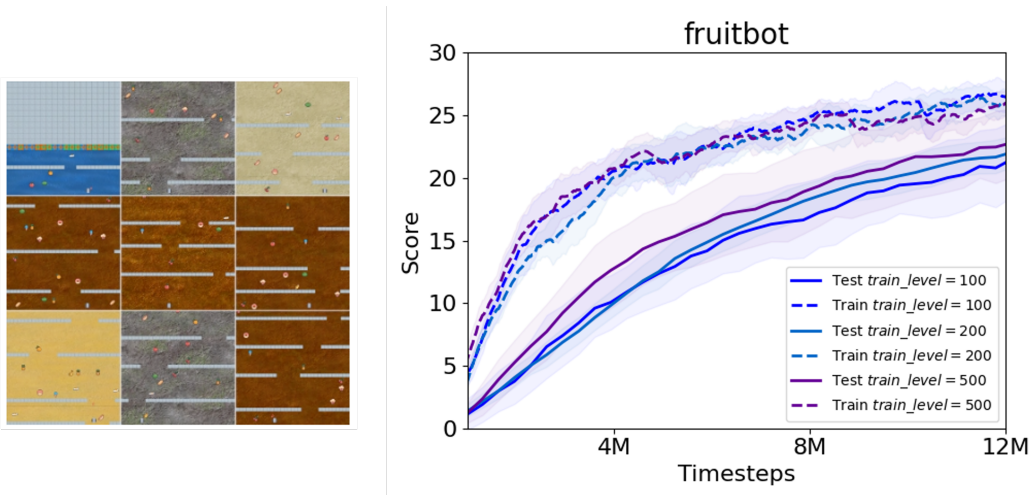 fruitbot
30
25
20
15
10
5
0
Score
4M
8M
12M
Timesteps
Test train_level = 100
Train train_level = 100
Test train_level = 200
Train train_level = 200
Test train_level = 500
Train train_level = 500